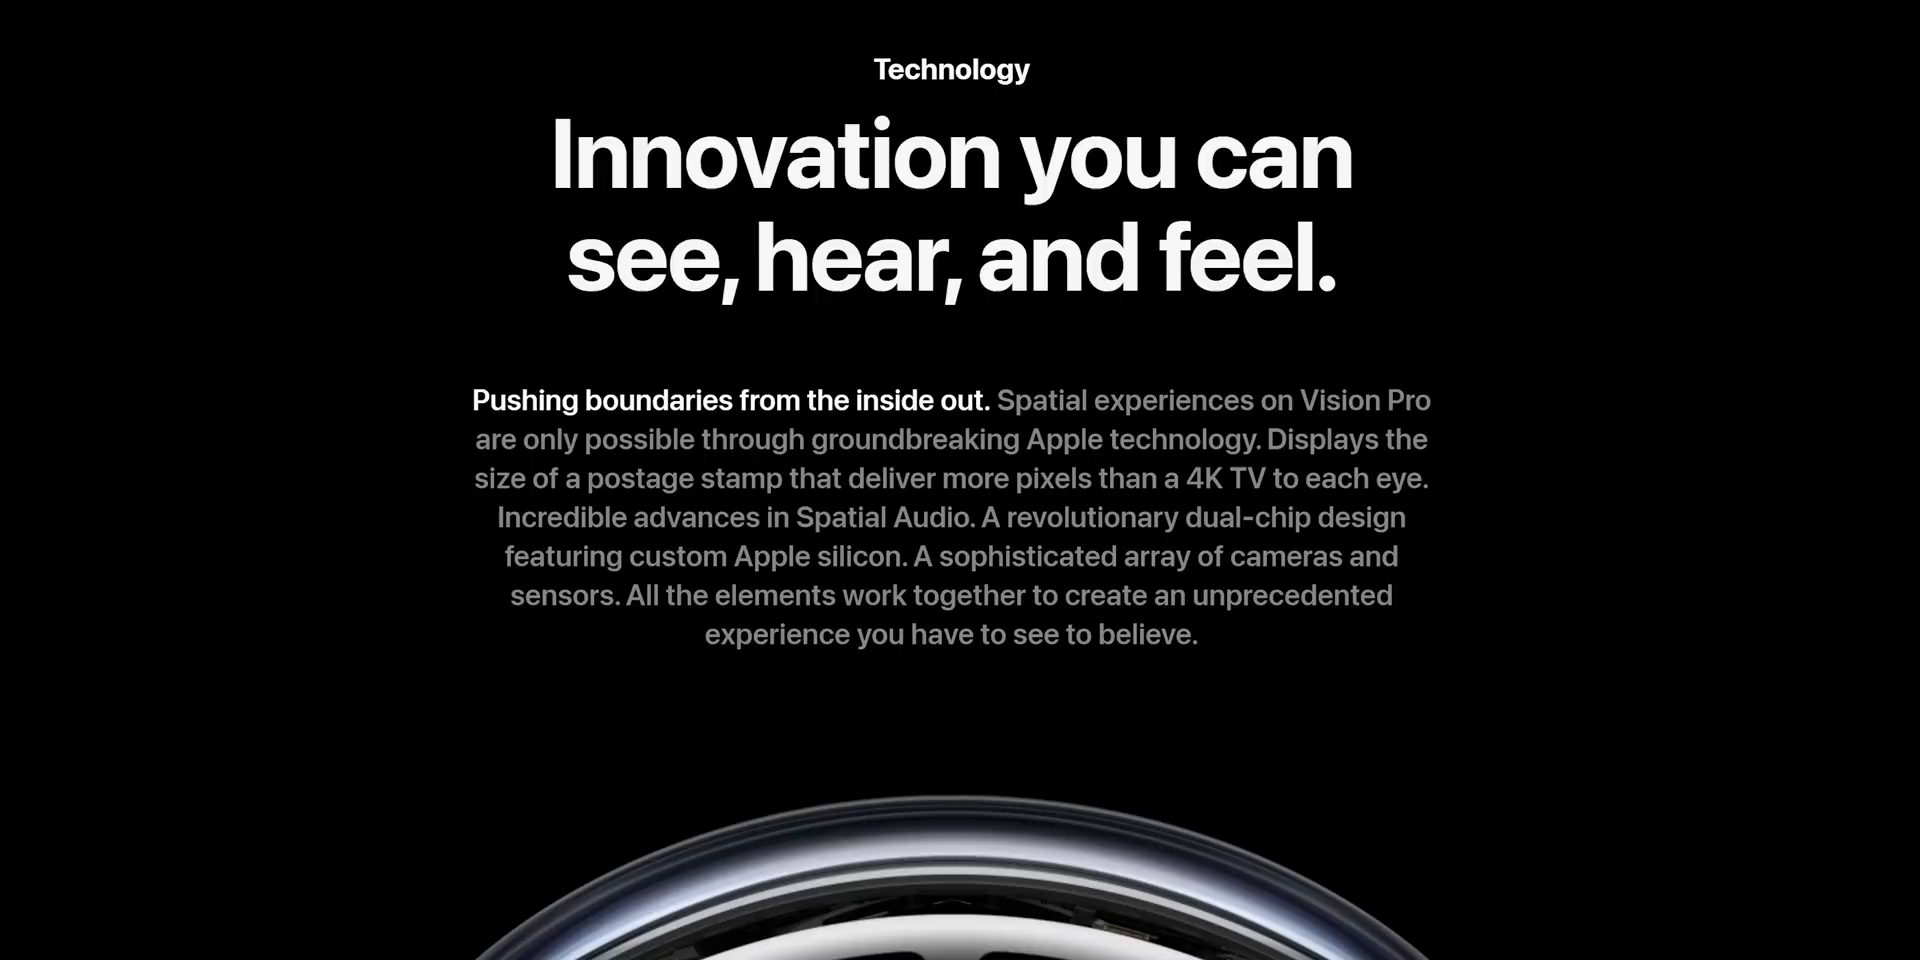 Technology
Innovation you can
see, hear, and feel.
Pushing boundaries from the inside out. Spatial experiences on Vision Pro
are only possible through groundbreaking Apple technology. Displays the
size of a postage stamp that deliver more pixels than a 4K TV to each eye.
Incredible advances in Spatial Audio. A revolutionary dual-chip design
featuring custom Apple silicon. A sophisticated array of cameras and
sensors. All the elements work together to create an unprecedented
experience you have to see to believe.